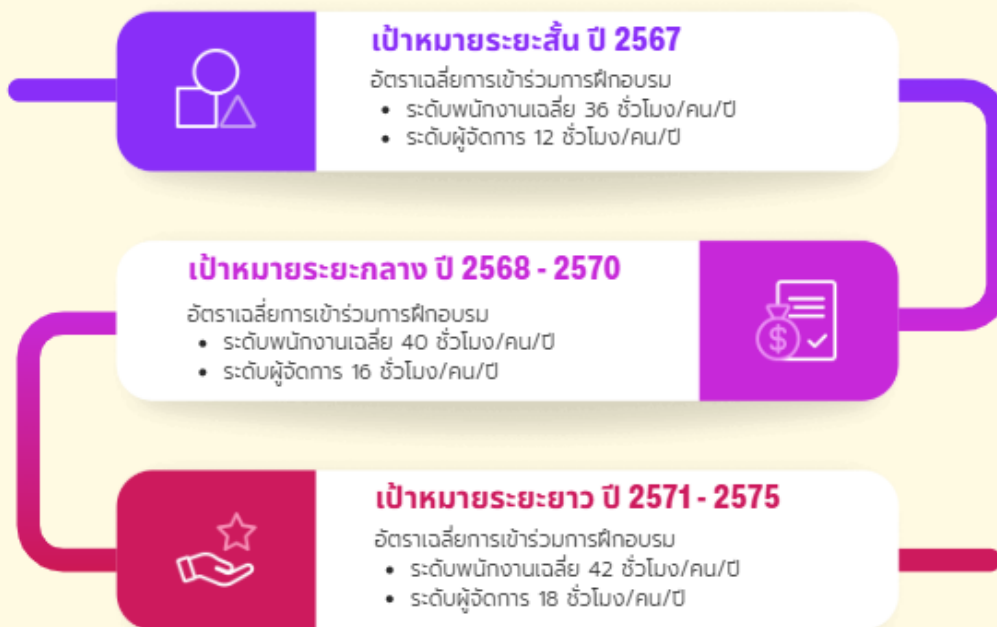 เป้าหมายระยะสั้น ปี 2567
อัตราเฉลี่ยการเข้าร่วมการฝึกอบรม
• ระดับพนักงานเฉลี่ย 36 ชั่วโมง/คน/ปี
• ระดับผู้จัดการ 12 ชั่วโมง/คน/ปี
เป้าหมายระยะกลาง ปี 2568 - 2570
อัตราเฉลี่ยการเข้าร่วมการฝึกอบรม
• ระดับพนักงานเฉลี่ย 40 ชั่วโมง/คน/ปี
• ระดับผู้จัดการ 16 ชั่วโมง/คน/ปี
$
เป้าหมายระยะยาว ปี 2571 - 2575
อัตราเฉลี่ยการเข้าร่วมการฝึกอบรม
• ระดับพนักงานเฉลี่ย 42 ชั่วโมง/คน/ปี
• ระดับผู้จัดการ 18 ชั่วโมง/คน/ปี